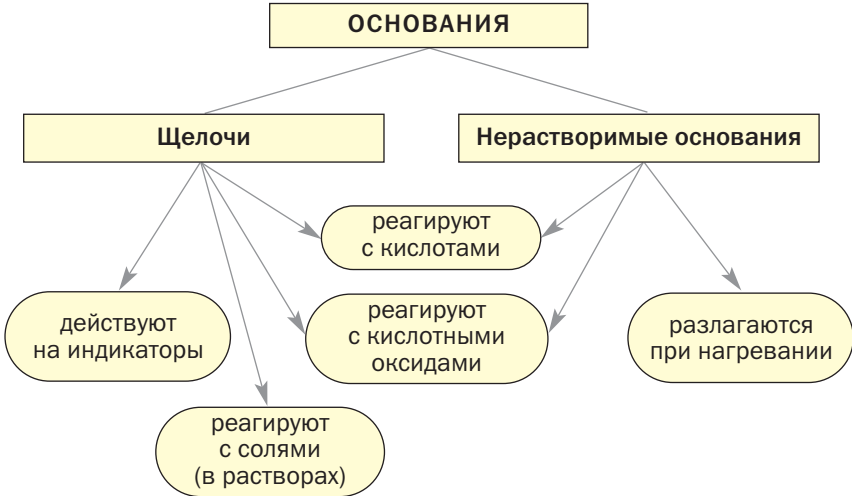 ОСНОВАНИЯ
Щелочи
Нерастворимые основания
реагируют
с кислотами
действуют
на индикаторы
реагируют
с кислотными
оксидами
разлагаются
при нагревании
реагируют
с солями
(в растворах)